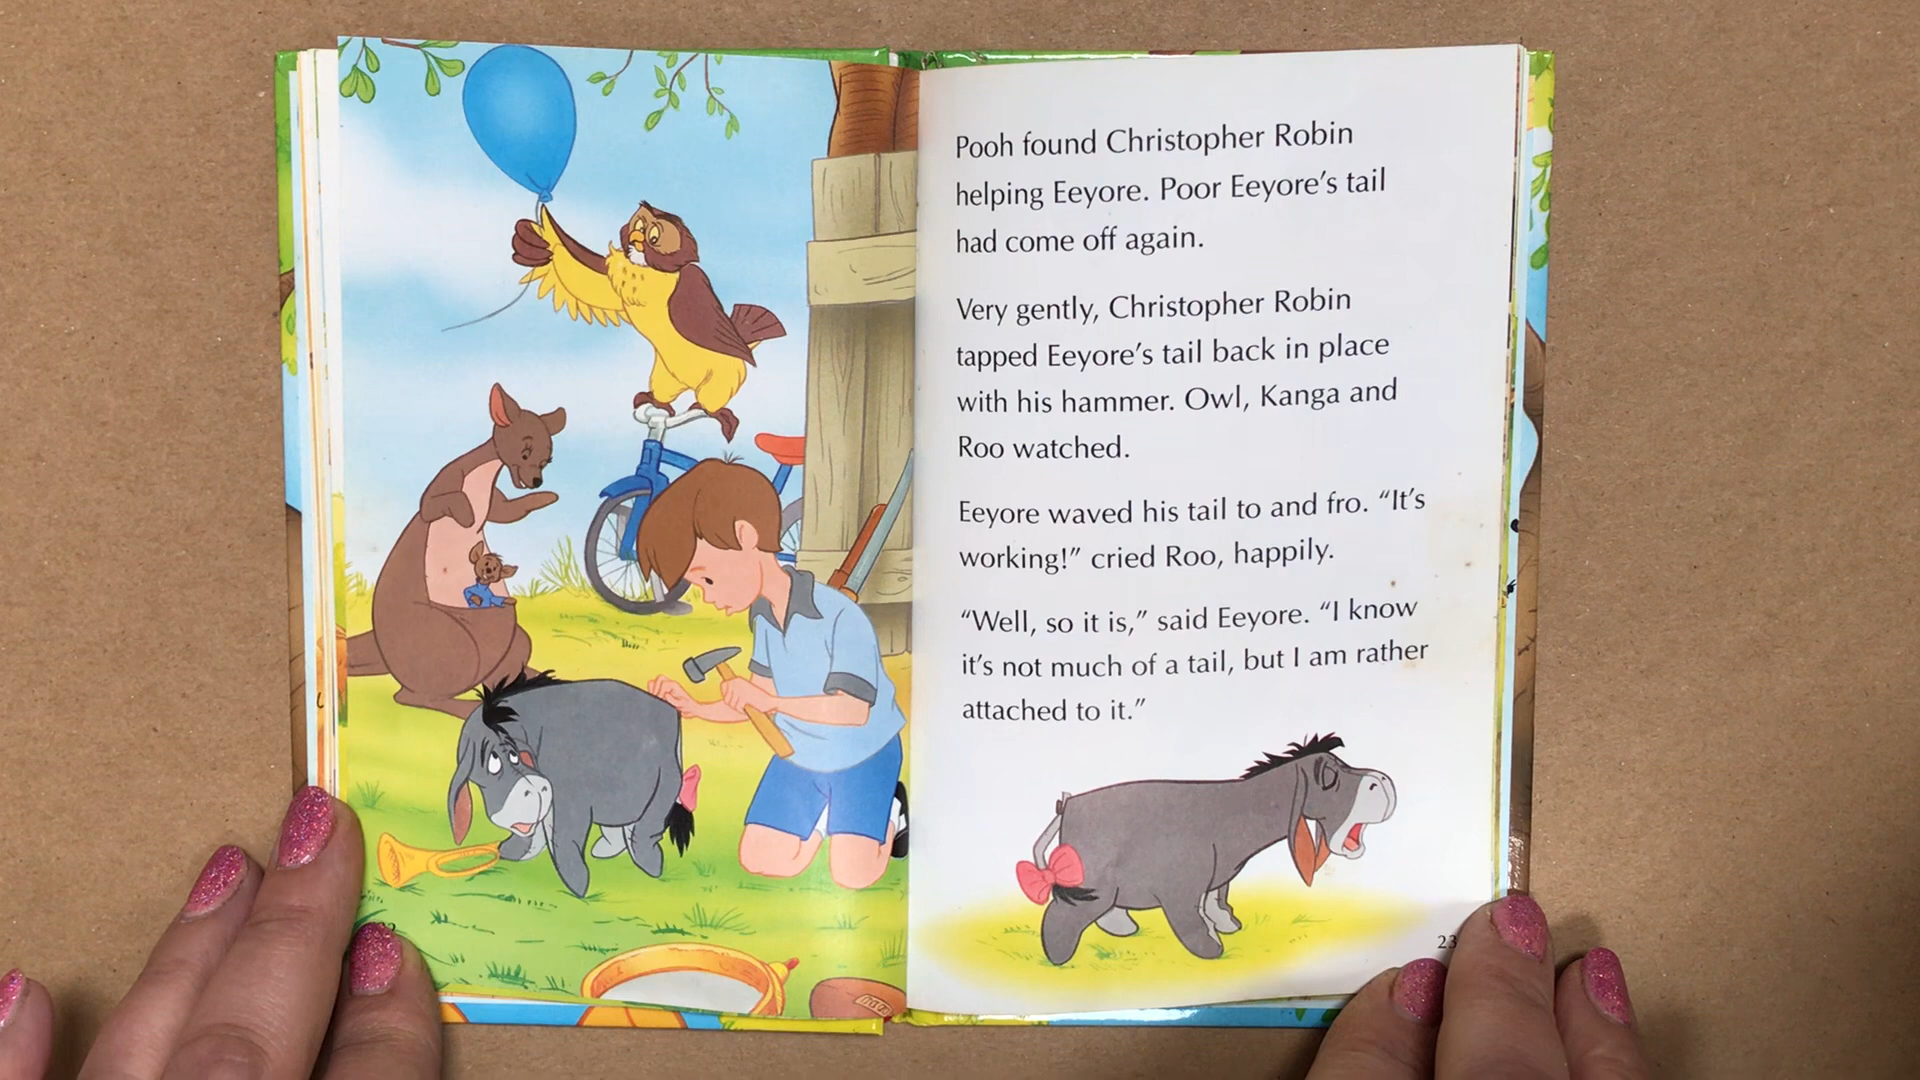 Pooh found Christopher Robin
helping Eeyore. Poor Eeyore’s tail
had come off again.
Very gently, Christopher Robin
tapped Eeyore’s tail back in place
with his hammer. Owl, Kanga and
Roo watched.
Eeyore waved his tail to and fro. “It’s
working!” cried Roo, happily.
“Well, so it is,” said Eeyore. “I know
it’s not much of a tail, but I am rather
attached to it.”
23